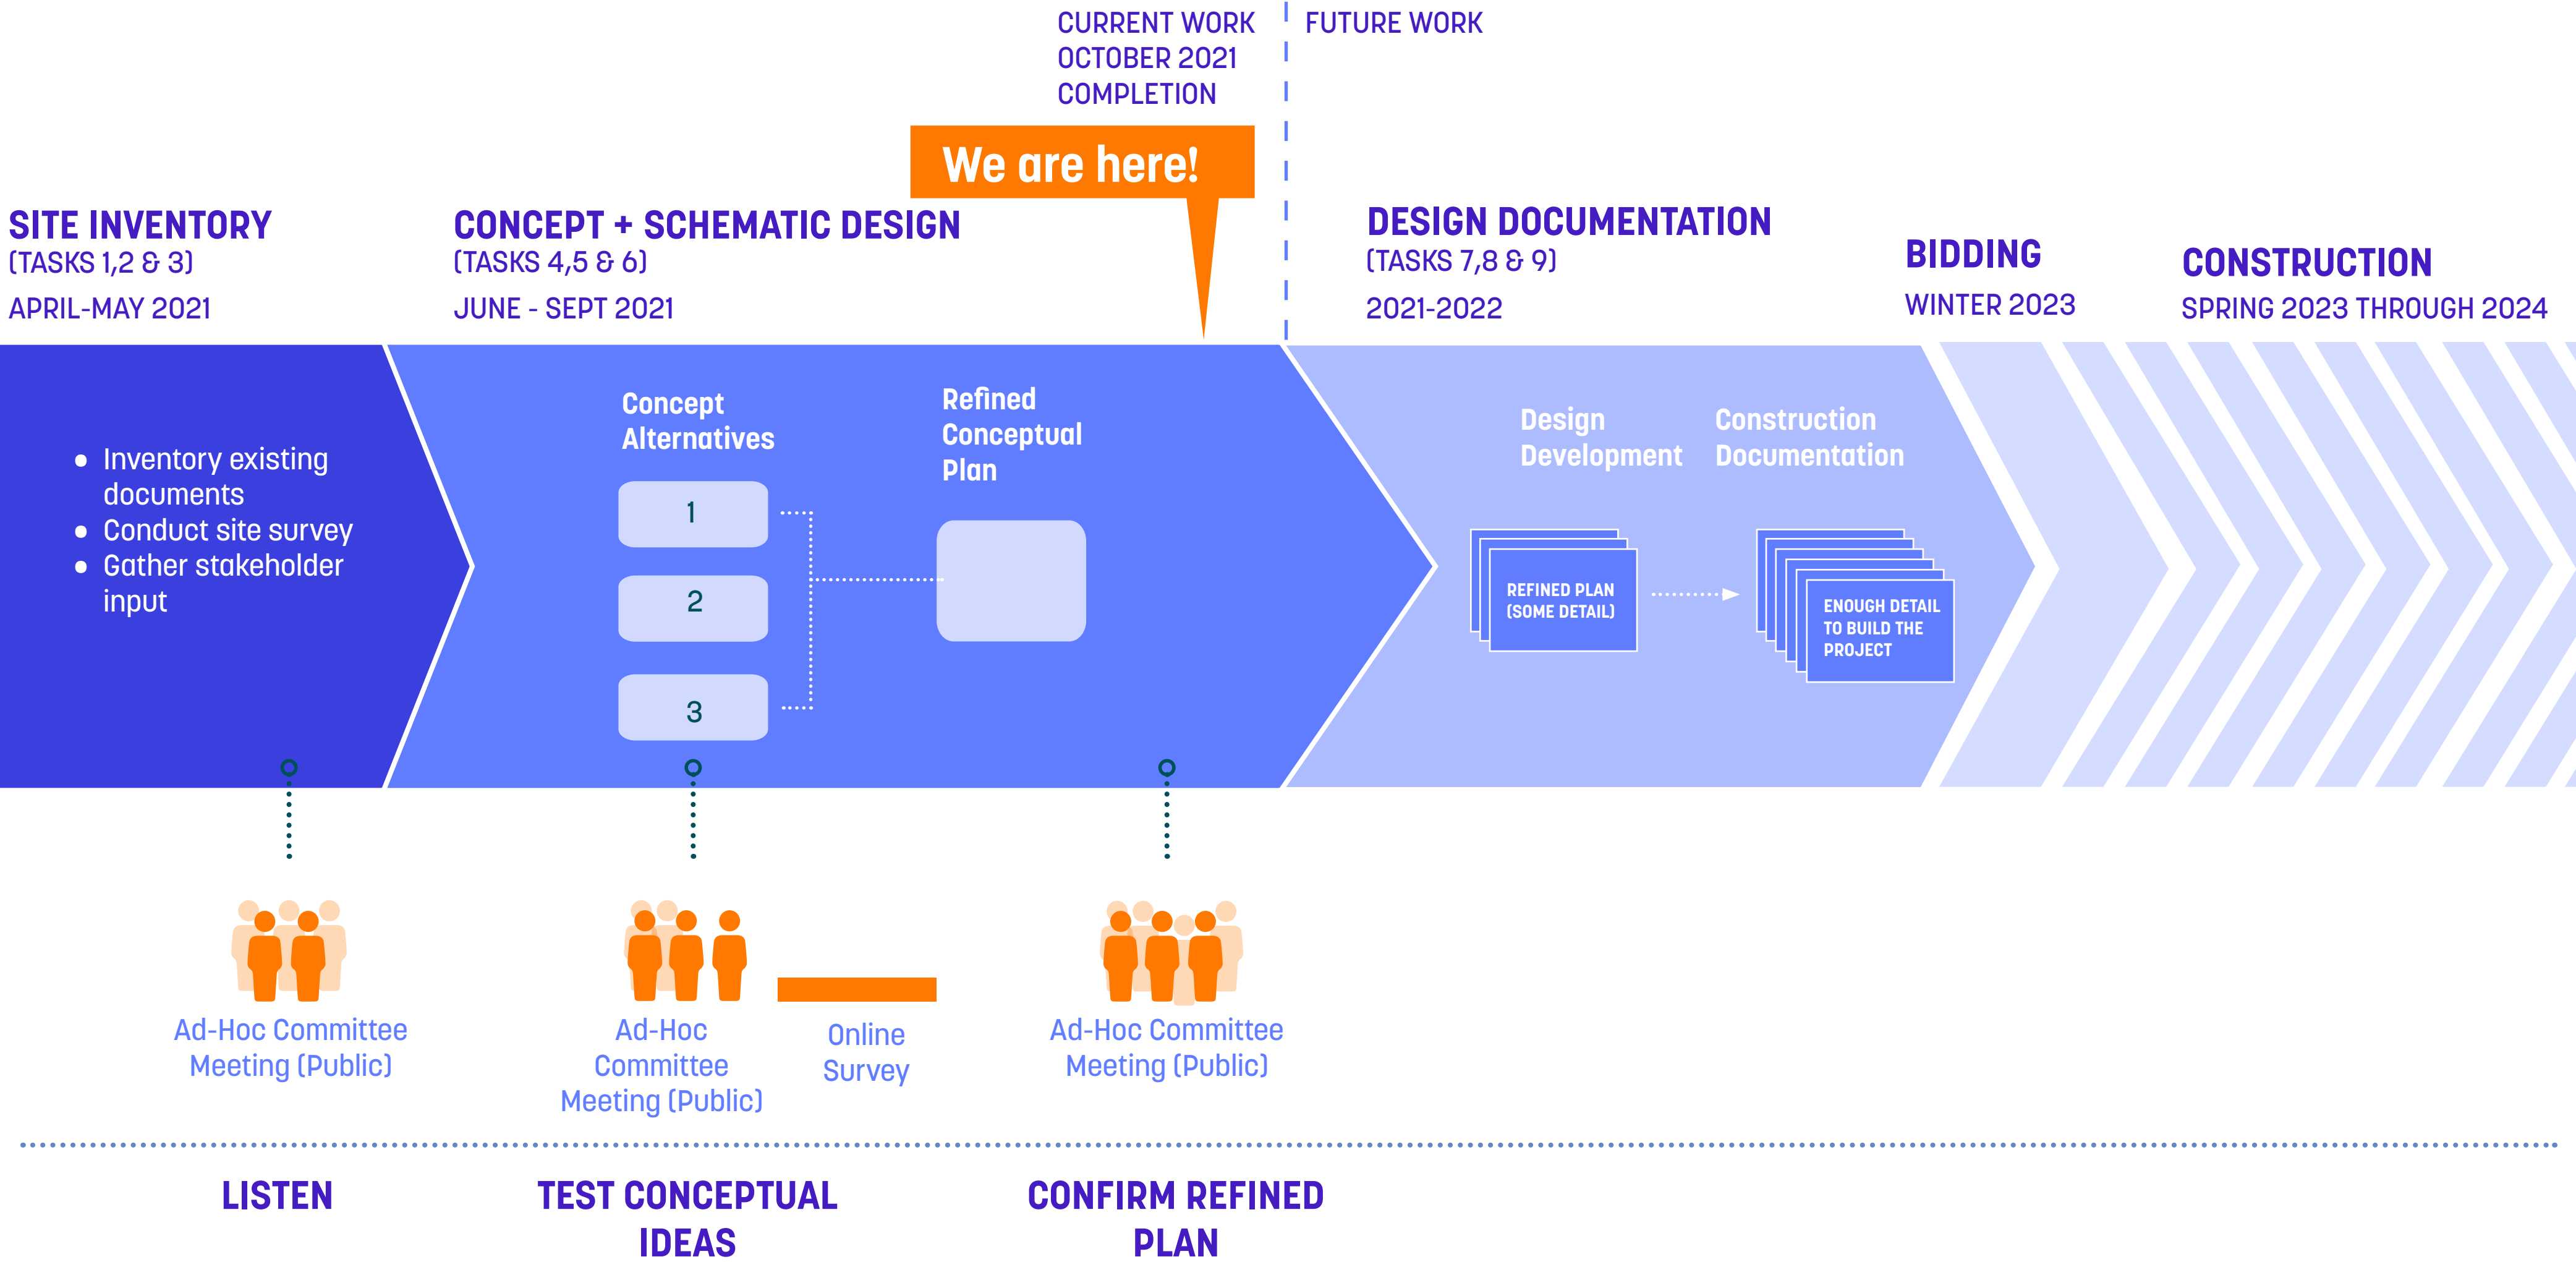 CURRENT WORK
OCTOBER 2021
COMPLETION
FUTURE WORK
We are here!
SITE INVENTORY
(TASKS 1,2 & 3)
APRIL-MAY 2021
CONCEPT + SCHEMATIC DESIGN
(TASKS 4,5 & 6)
JUNE - SEPT 2021
DESIGN DOCUMENTATION
(TASKS 7,8 & 9)
2021-2022
BIDDING
WINTER 2023
CONSTRUCTION
SPRING 2023 THROUGH 2024
• Inventory existing
documents
• Conduct site survey
• Gather stakeholder
input
Concept
Alternatives
1
2
3
Refined
Conceptual
Plan
Design
Development
REFINED PLAN
(SOME DETAIL)
Construction
Documentation
ENOUGH DETAIL
TO BUILD THE
PROJECT
Ad-Hoc Committee
Meeting (Public)
Ad-Hoc
Committee
Meeting (Public)
Online
Survey
Ad-Hoc Committee
Meeting (Public)
LISTEN
TEST CONCEPTUAL
IDEAS
CONFIRM REFINED
PLAN